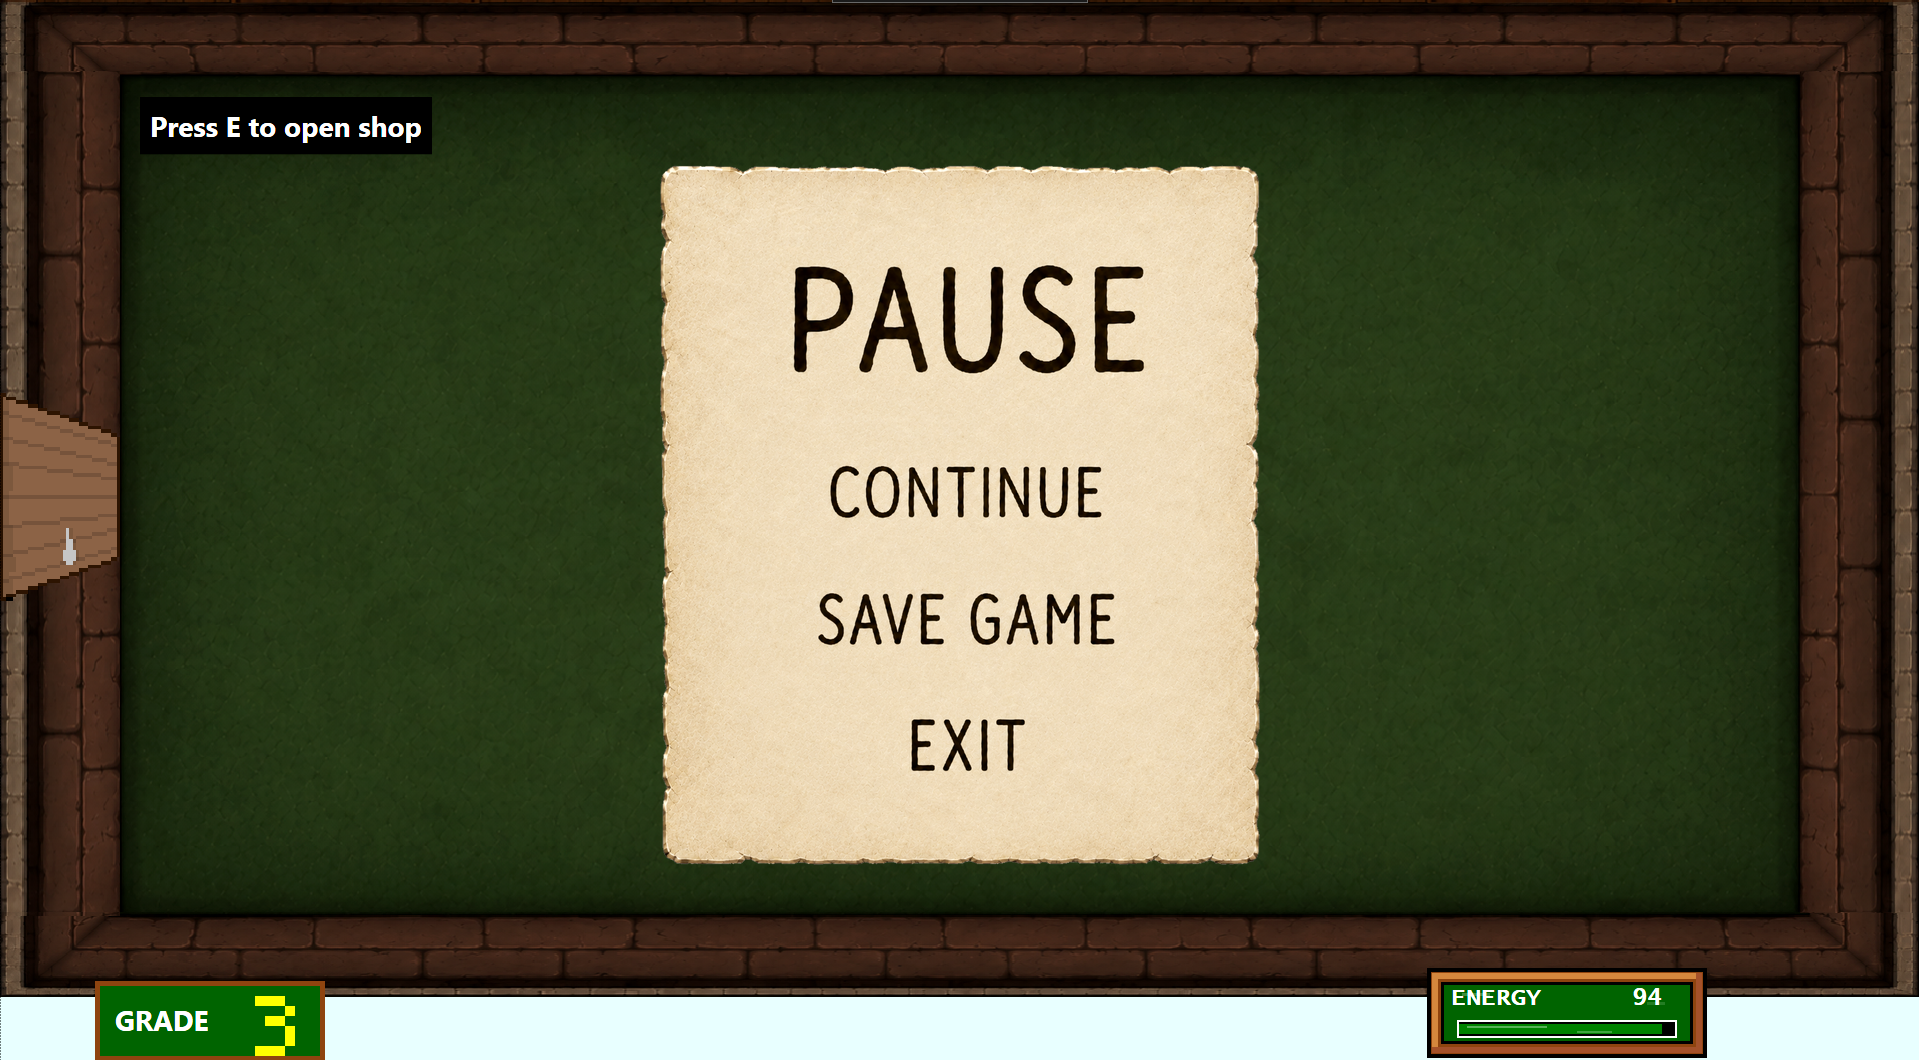 Press E to open shop
PAUSE
CONTINUE
SAVE GAME
EXIT
GRADE 3
ENERGY 94